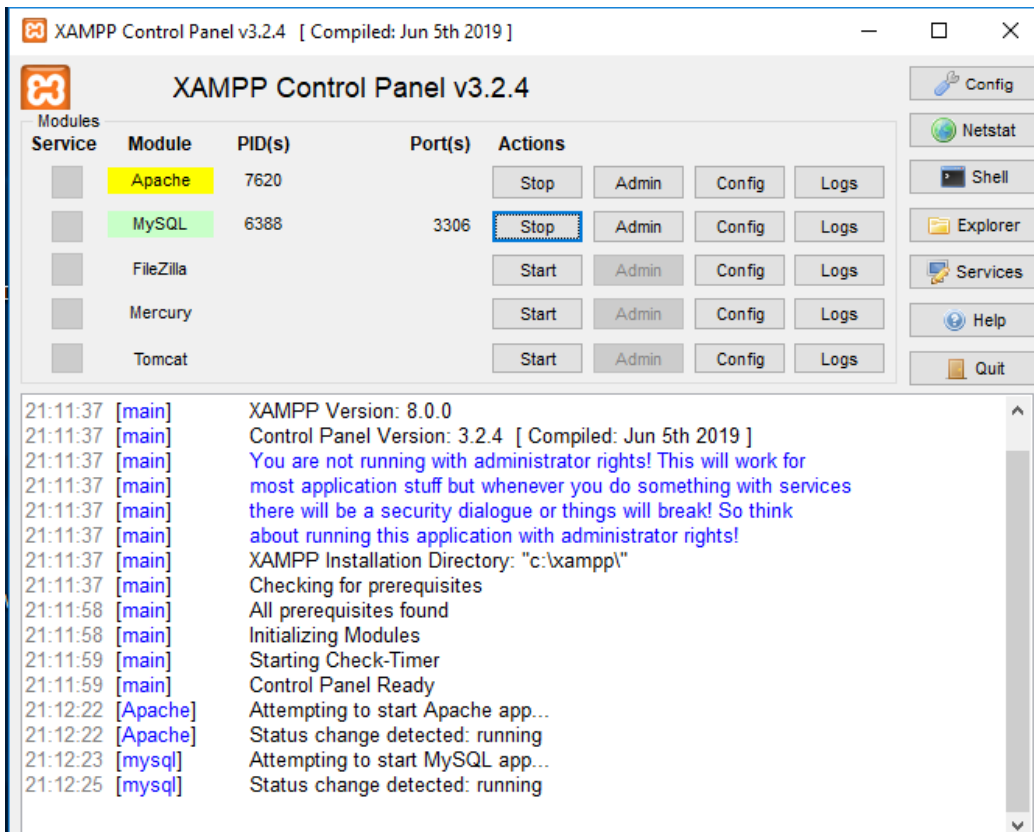 XAMPP Control Panel v3.2.4 [ Compiled: Jun 5th 2019 ]
XAMPP Control Panel v3.2.4
Config
Modules
Netstat
Service Module PID(s) Port(s) Actions
Apache 7620 Stop Admin Config Logs
Shell
MySQL 6388 3306 Stop Admin Config Logs
Explorer
FileZilla Start Admin Config Logs
Services
Mercury Start Admin Config Logs
Help
Tomcat Start Admin Config Logs
Quit
21:11:37 [main] XAMPP Version: 8.0.0
21:11:37 [main] Control Panel Version: 3.2.4 [ Compiled: Jun 5th 2019 ]
21:11:37 [main] You are not running with administrator rights! This will work for
21:11:37 [main] most application stuff but whenever you do something with services
21:11:37 [main] there will be a security dialogue or things will break! So think
21:11:37 [main] about running this application with administrator rights!
21:11:37 [main] XAMPP Installation Directory: "c:\xampp\"
21:11:37 [main] Checking for prerequisites
21:11:58 [main] All prerequisites found
21:11:58 [main] Initializing Modules
21:11:59 [main] Starting Check-Timer
21:11:59 [main] Control Panel Ready
21:12:22 [Apache] Attempting to start Apache app...
21:12:22 [Apache] Status change detected: running
21:12:23 [mysql] Attempting to start MySQL app...
21:12:25 [mysql] Status change detected: running